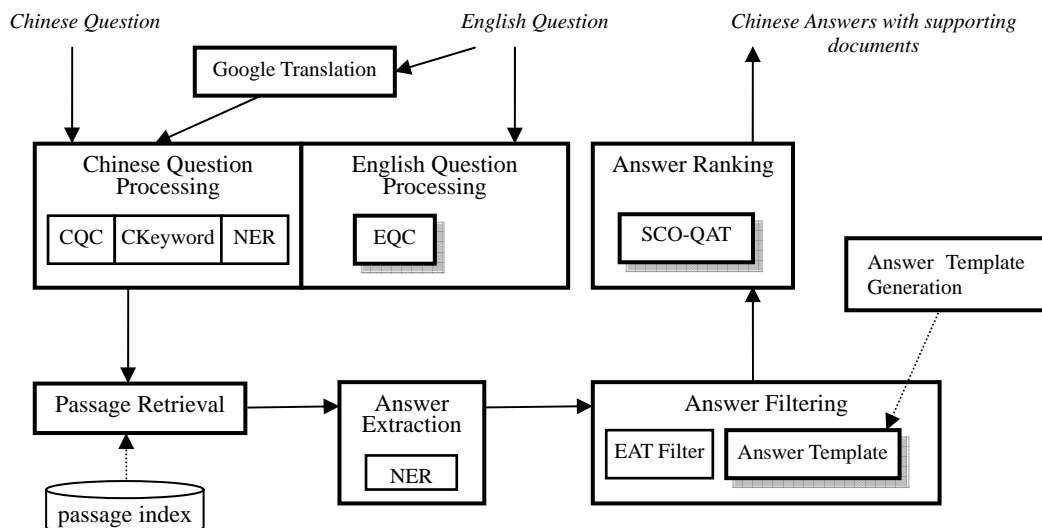 Chinese Question
English Question
Chinese Answers with supporting
documents
Google Translation
Chinese Question
Processing
CQC
CKeyword
NER
English Question
Processing
EQC
Answer Ranking
SCO-QAT
Answer Template
Generation
Passage Retrieval
Answer
Extraction
NER
Answer Filtering
EAT Filter
Answer Template
passage index